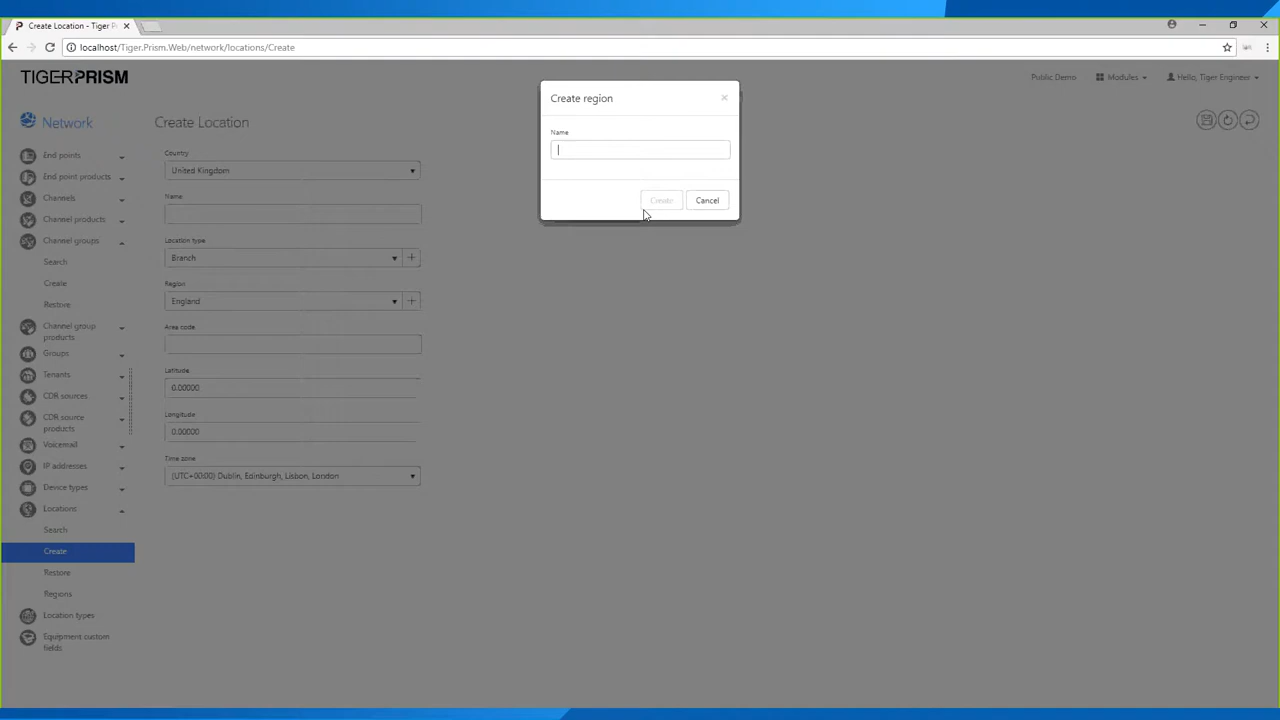 Create Location - Tiger Pr
localhost/Tiger.Prism.Web/network/locations/Create
TIGERPRISM
Public Demo
Modules
Hello, Tiger Engineer
Network
End points
End point products
Channels
Channel products
Channel groups
Search
Create
Restore
Channel group
products
Groups
Tenants
CDR sources
CDR source
products
Voicemail
IP addresses
Device types
Locations
Search
Create
Restore
Regions
Location types
Equipment custom
fields
Create Location
Country
United Kingdom
Name
Location type
Branch
Region
England
Area code
Latitude
0.00000
Longitude
0.00000
Time zone
(UTC+00:00) Dublin, Edinburgh, Lisbon, London
Create region
Name
Create
Cancel